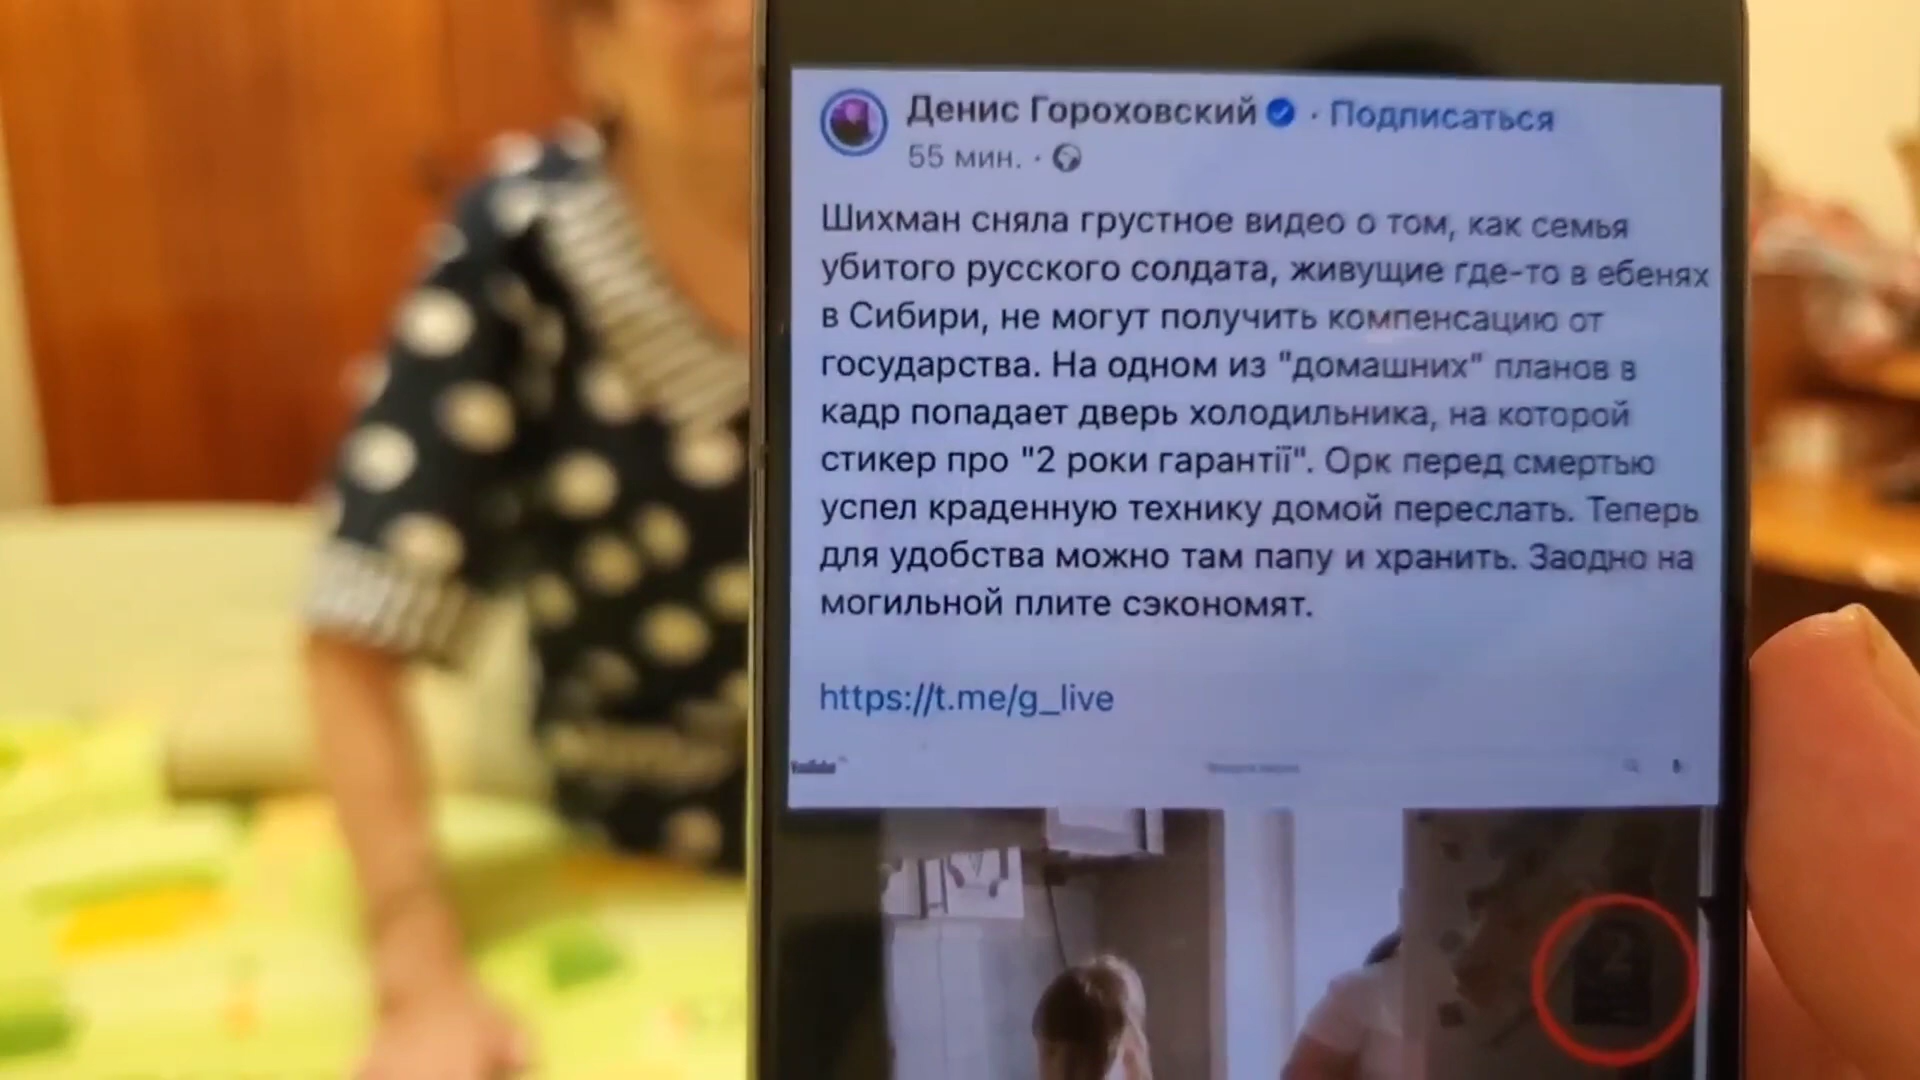 Денис Гороховский · Подписаться
55 мин. ·
Шихман сняла грустное видео о том, как семья
убитого русского солдата, живущие где-то в ебенях
в Сибири, не могут получить компенсацию от
государства. На одном из "домашних" планов в
кадр попадает дверь холодильника, на которой
стикер про "2 роки гарантії". Орк перед смертью
успел краденную технику домой переслать. Теперь
для удобства можно там папу и хранить. Заодно на
могильной плите сэкономят.
https://t.me/g_live
YouTube
2